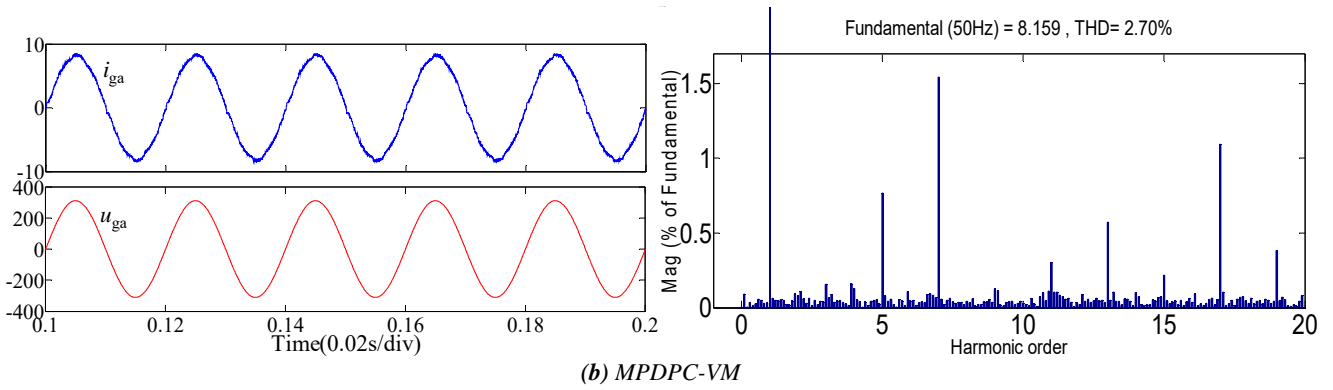 10
0
-10
i_ga
400
200
0
-200
-400
u_ga
0.1 0.12 0.14 0.16 0.18 0.2
Time(0.02s/div)
Fundamental (50Hz) = 8.159 , THD= 2.70%
Mag (% of Fundamental)
1.5
1
0.5
0
0 5 10 15 20
Harmonic order
(b) MPDPC-VM